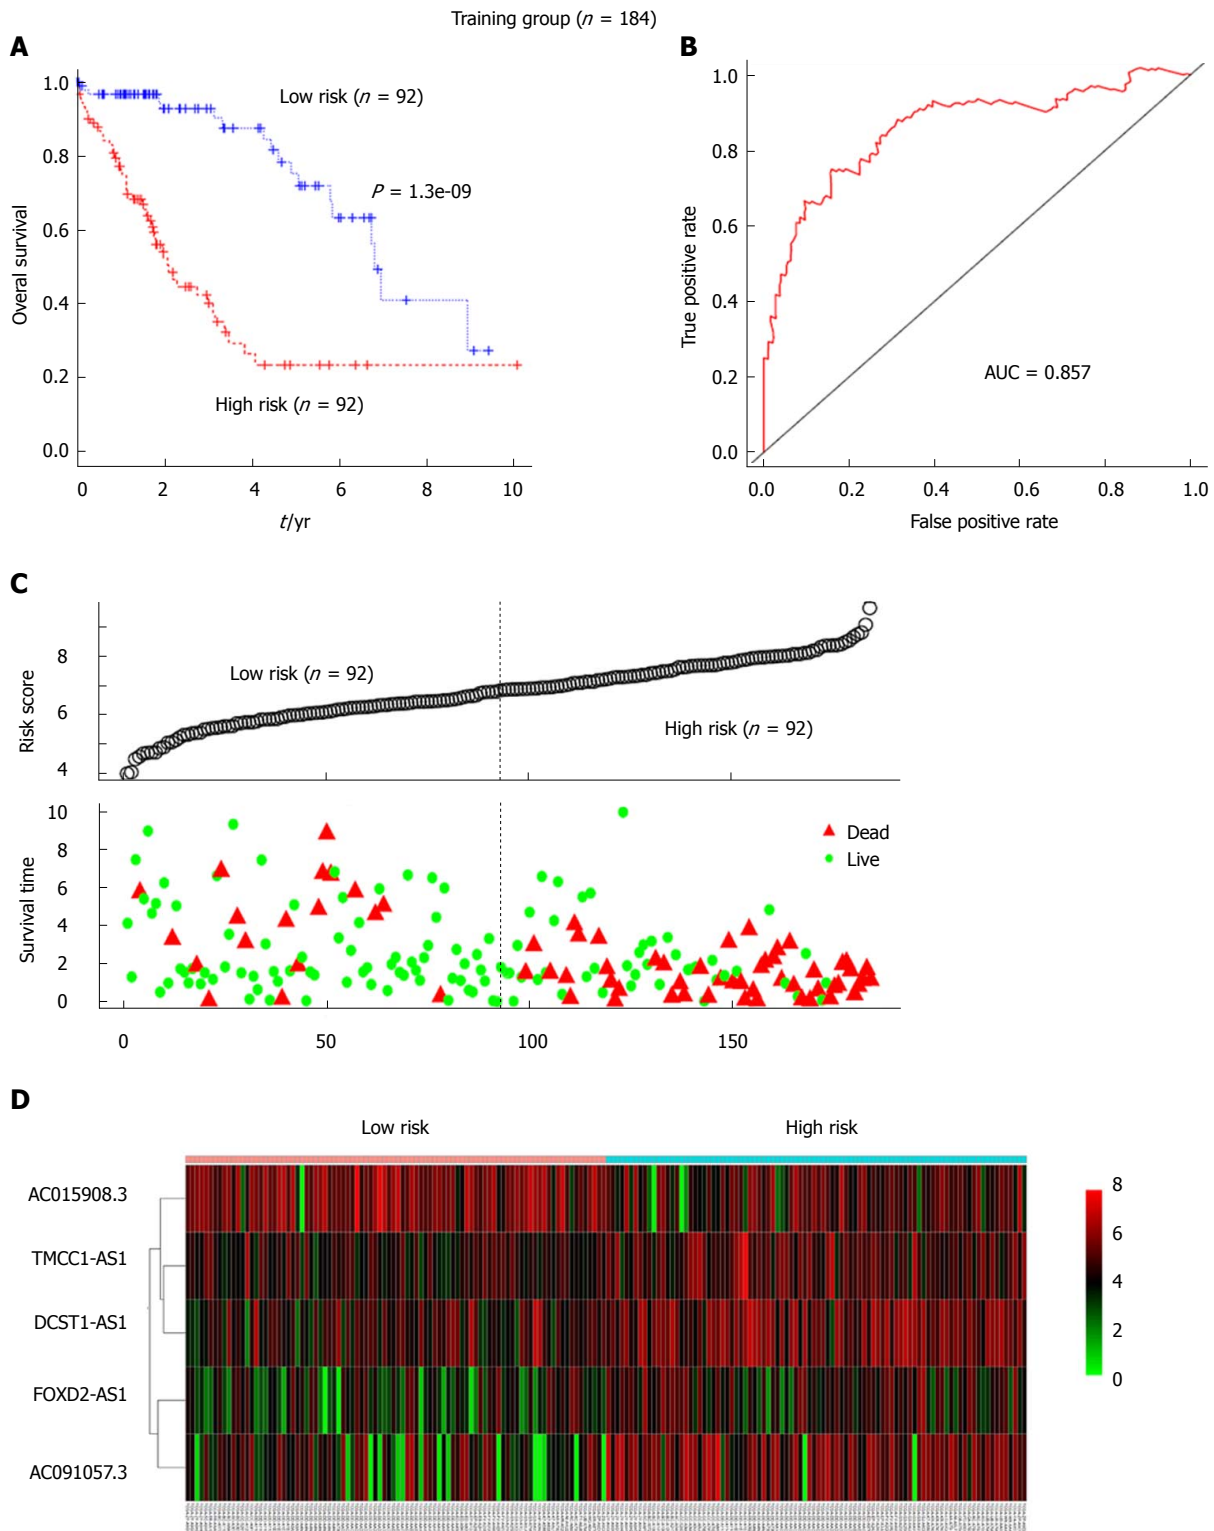 Training group (n = 184)
A
1.0
0.8
0.6
0.4
0.2
0.0
Overal survival
Low risk (n = 92)
P = 1.3e-09
High risk (n = 92)
0 2 4 6 8 10
t/yr
B
1.0
0.8
0.6
0.4
0.2
0.0
True positive rate
AUC = 0.857
0.0 0.2 0.4 0.6 0.8 1.0
False positive rate
C
8
6
4
Risk score
Low risk (n = 92)
High risk (n = 92)
10
8
6
4
2
0
Survival time
Dead
Live
0 50 100 150
D
Low risk High risk
AC015908.3
TMCC1-AS1
DCST1-AS1
FOXD2-AS1
AC091057.3
8
6
4
2
0